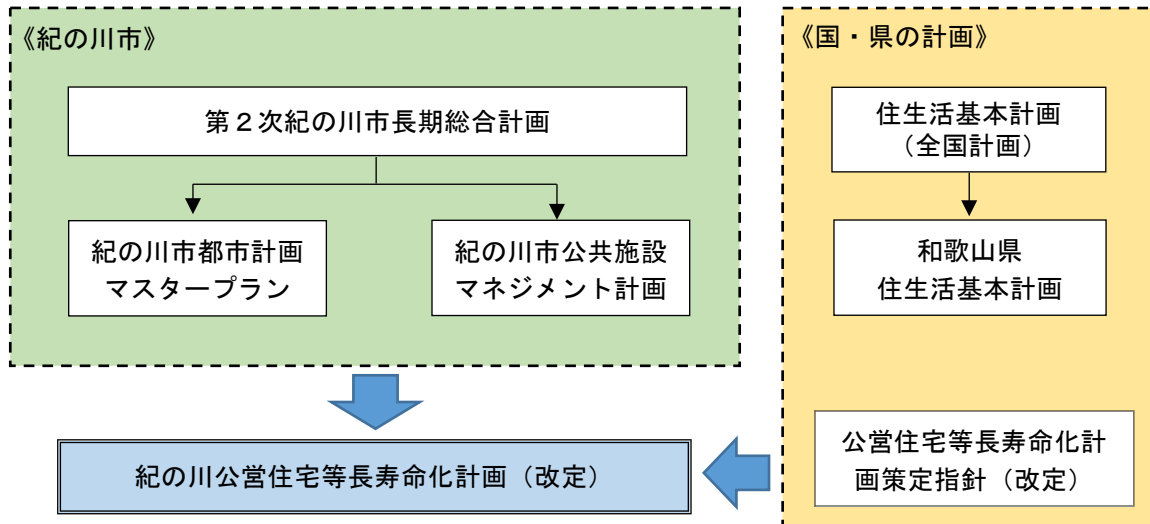 《紀の川市》
第２次紀の川市長期総合計画
紀の川市都市計画
マスタープラン
紀の川市公共施設
マネジメント計画
《国・県の計画》
住生活基本計画
（全国計画）
和歌山県
住生活基本計画
公営住宅等長寿命化計
画策定指針（改定）
紀の川公営住宅等長寿命化計画（改定）